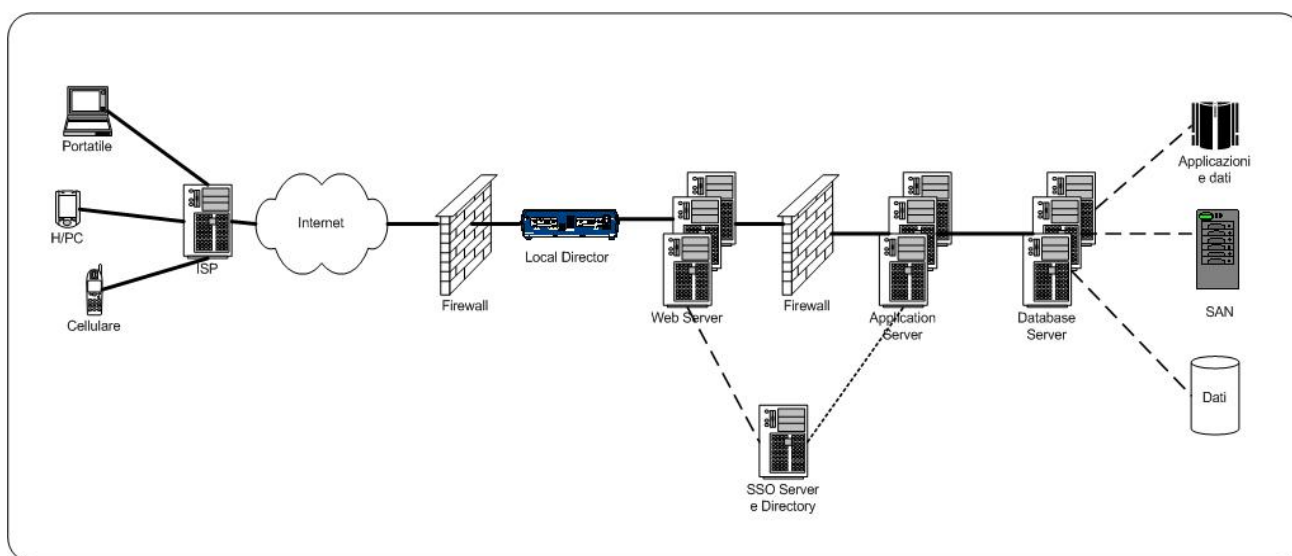 Portatile
H/PC
Cellulare
ISP
Internet
Firewall
Local Director
Web Server
Firewall
Application
Server
Database
Server
Applicazioni
e dati
SAN
Dati
SSO Server
e Directory